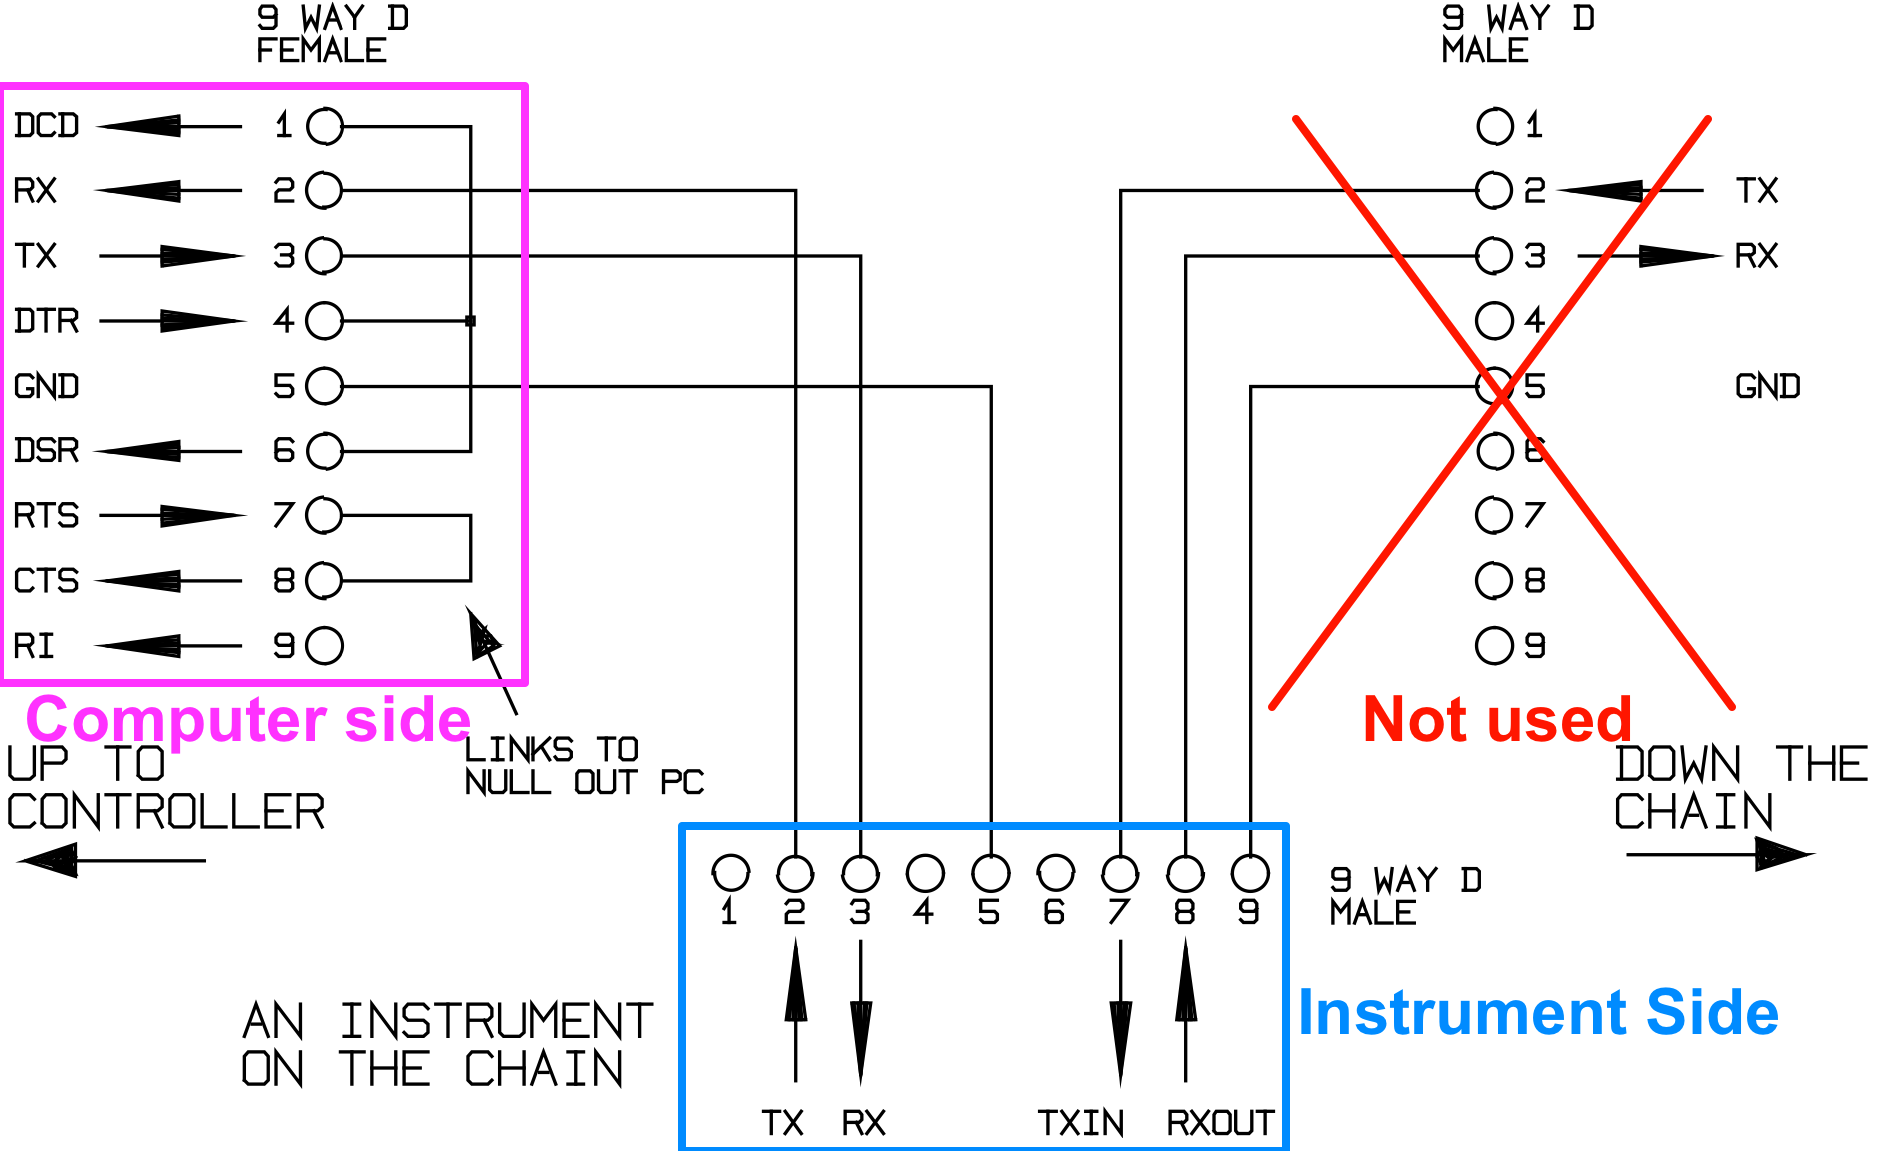 9 WAY D
FEMALE
9 WAY D
MALE
DCD 1
RX 2
TX 3
DTR 4
GND 5
DSR 6
RTS 7
CTS 8
RI 9
1
2 TX
3 RX
4
5 GND
6
7
8
9
Computer side
Not used
UP TO
CONTROLLER
LINKS TO
NULL OUT PC
DOWN THE
CHAIN
1 2 3 4 5 6 7 8 9
9 WAY D
MALE
AN INSTRUMENT
ON THE CHAIN
Instrument Side
TX RX TXIN RXOUT